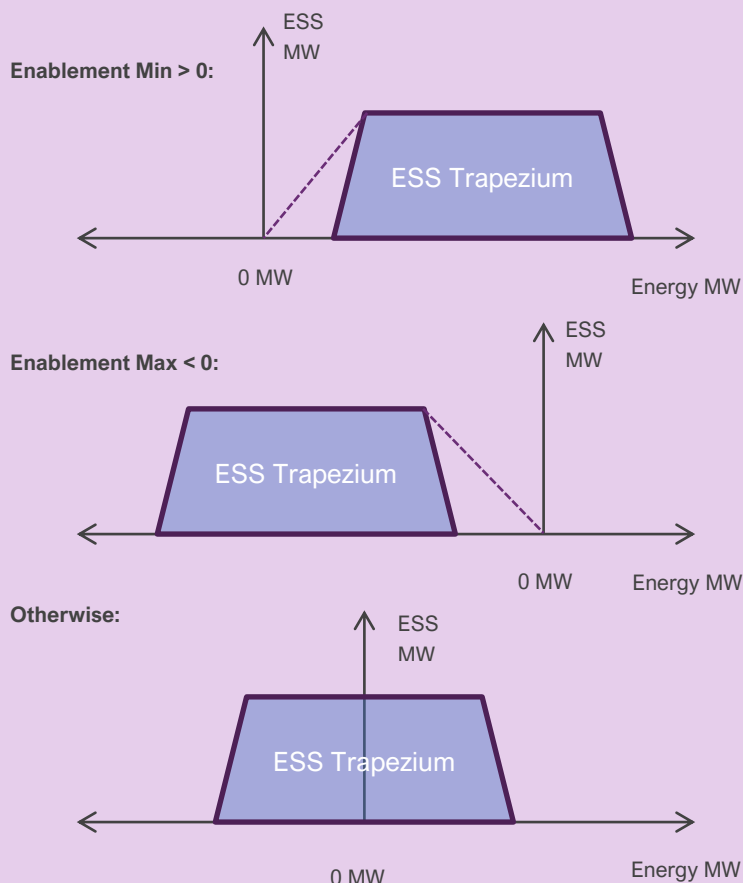 ESS
MW
Enablement Min > 0:
ESS Trapezium
0 MW
Energy MW
ESS
MW
Enablement Max < 0:
ESS Trapezium
0 MW
Energy MW
Otherwise:
ESS
MW
ESS Trapezium
0 MW
Energy MW